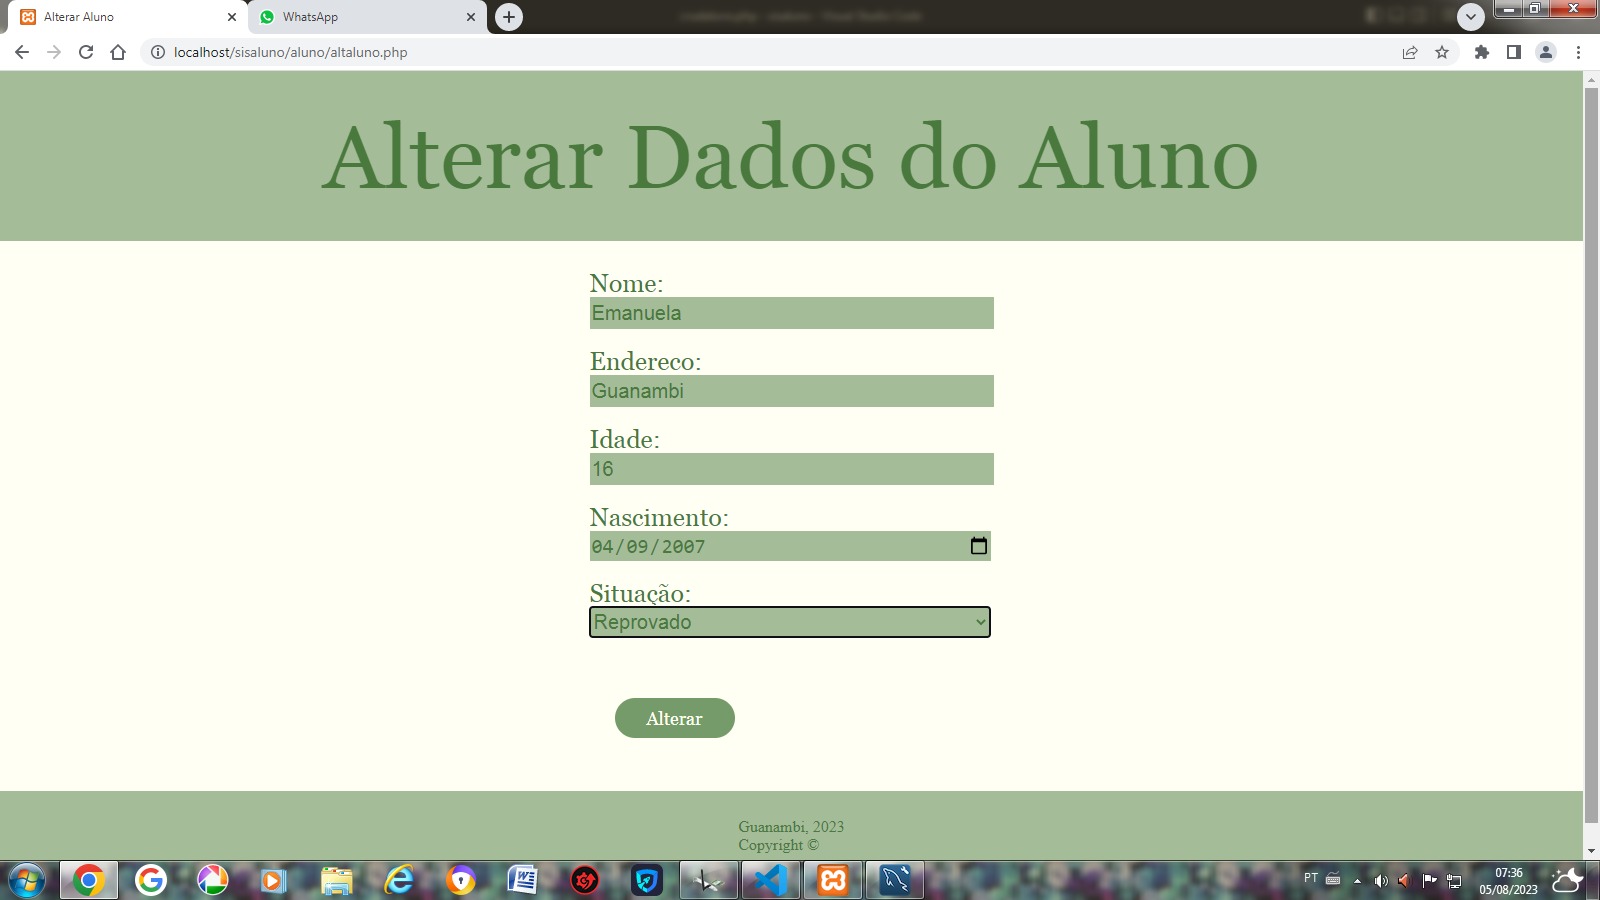 Alterar Aluno
WhatsApp
localhost/sisaluno/aluno/altaluno.php
Alterar Dados do Aluno
Nome:
Emanuela
Endereco:
Guanambi
Idade:
16
Nascimento:
04/09/2007
Situação:
Reprovado
Alterar
Guanambi, 2023
Copyright ©
PT
07:36
05/08/2023